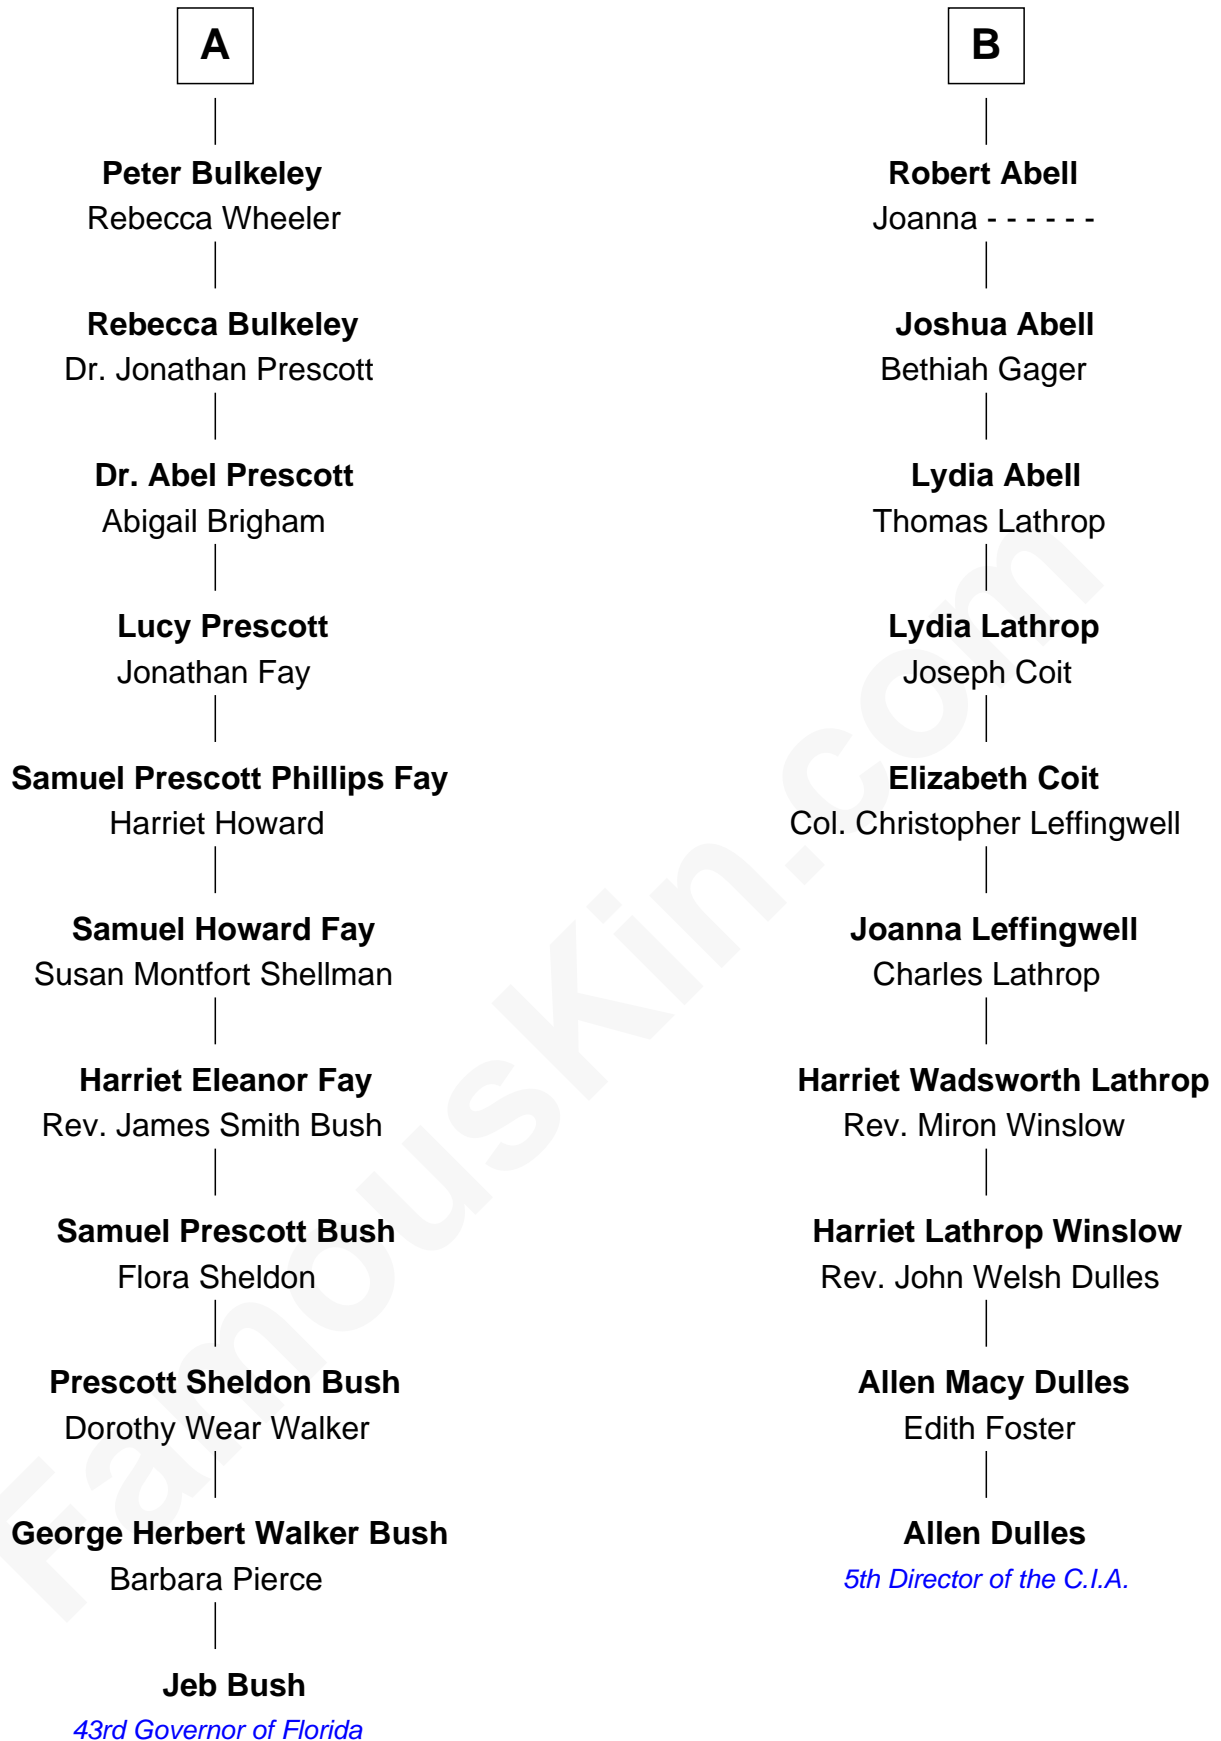 A
Peter Bulkeley
Rebecca Wheeler
Rebecca Bulkeley
Dr. Jonathan Prescott
Dr. Abel Prescott
Abigail Brigham
Lucy Prescott
Jonathan Fay
Samuel Prescott Phillips Fay
Harriet Howard
Samuel Howard Fay
Susan Montfort Shellman
Harriet Eleanor Fay
Rev. James Smith Bush
Samuel Prescott Bush
Flora Sheldon
Prescott Sheldon Bush
Dorothy Wear Walker
George Herbert Walker Bush
Barbara Pierce
Jeb Bush
43rd Governor of Florida
B
Robert Abell
Joanna - - - - - -
Joshua Abell
Bethiah Gager
Lydia Abell
Thomas Lathrop
Lydia Lathrop
Joseph Coit
Elizabeth Coit
Col. Christopher Leffingwell
Joanna Leffingwell
Charles Lathrop
Harriet Wadsworth Lathrop
Rev. Miron Winslow
Harriet Lathrop Winslow
Rev. John Welsh Dulles
Allen Macy Dulles
Edith Foster
Allen Dulles
5th Director of the C.I.A.
FamousKin.com